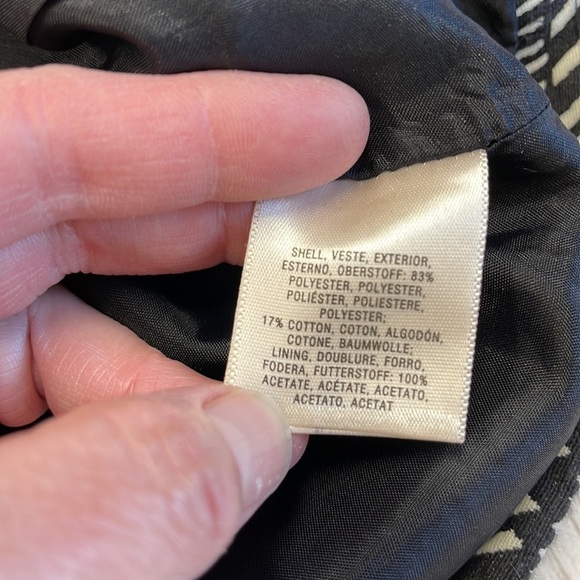 SHELL, VESTE, EXTERIOR,
ESTERNO, OBERSTOFF: 83%
POLYESTER, POLYESTER,
POLIÉSTER, POLIESTERE,
POLYESTER;
17% COTTON, COTON, ALGODÓN,
COTONE, BAUMWOLLE;
LINING, DOUBLURE, FORRO,
FODERA, FUTTERSTOFF: 100%
ACETATE, ACÉTATE, ACETATO,
ACETATO, ACETAT